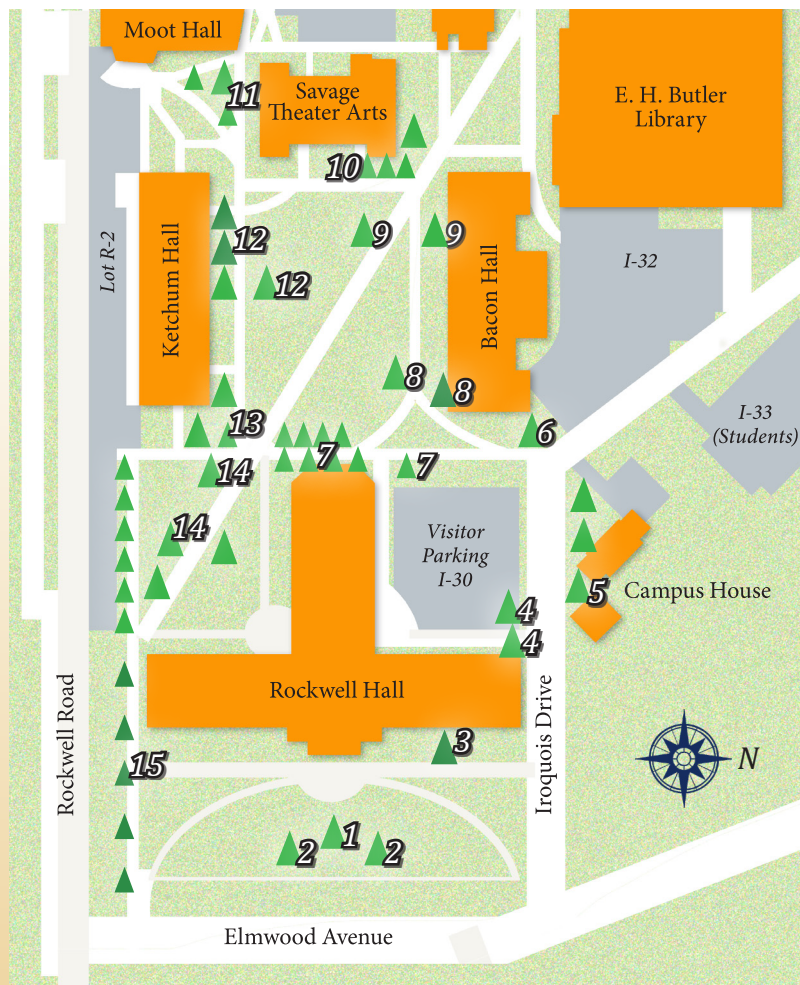 Moot Hall
11
Savage
Theater Arts
E. H. Butler
Library
10
Lot R-2
Ketchum Hall
12
9
9
Bacon Hall
I-32
12
8
8
13
6
I-33
(Students)
7
7
14
14
Visitor
Parking
I-30
5
Campus House
4
4
Rockwell Hall
Rockwell Road
Iroquois Drive
3
N
15
1
2
2
Elmwood Avenue